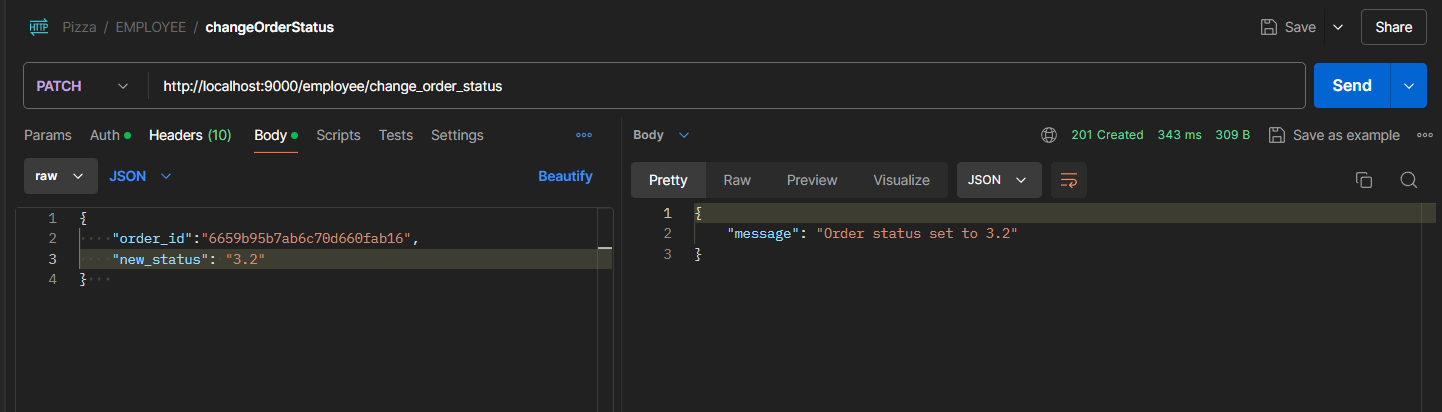 HTTP Pizza / EMPLOYEE / changeOrderStatus Save Share
PATCH http://localhost:9000/employee/change_order_status Send
Params Auth Headers (10) Body Scripts Tests Settings
Body 201 Created 343 ms 309 B Save as example
raw JSON Beautify
Pretty Raw Preview Visualize JSON
1 {
2 "order_id":"6659b95b7ab6c70d660fab16",
3 "new_status": "3.2"
4 }
1 {
2 "message": "Order status set to 3.2"
3 }